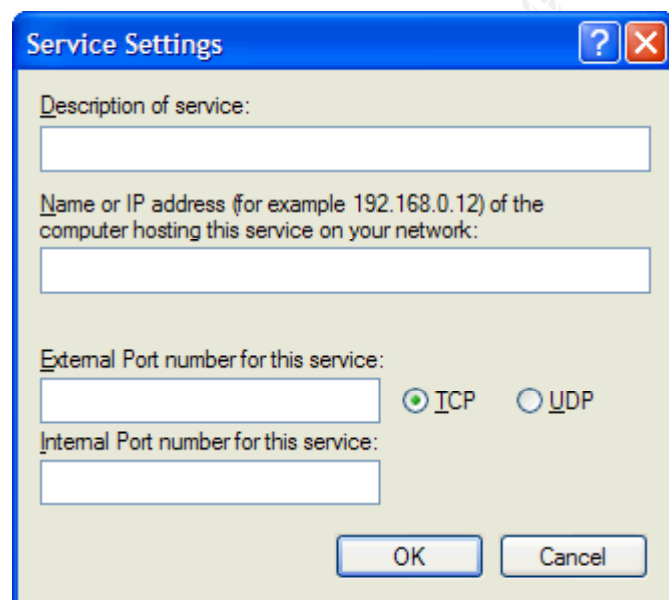 Service Settings
Description of service:
Name or IP address (for example 192.168.0.12) of the
computer hosting this service on your network:
External Port number for this service:
TCP
UDP
Internal Port number for this service:
OK
Cancel